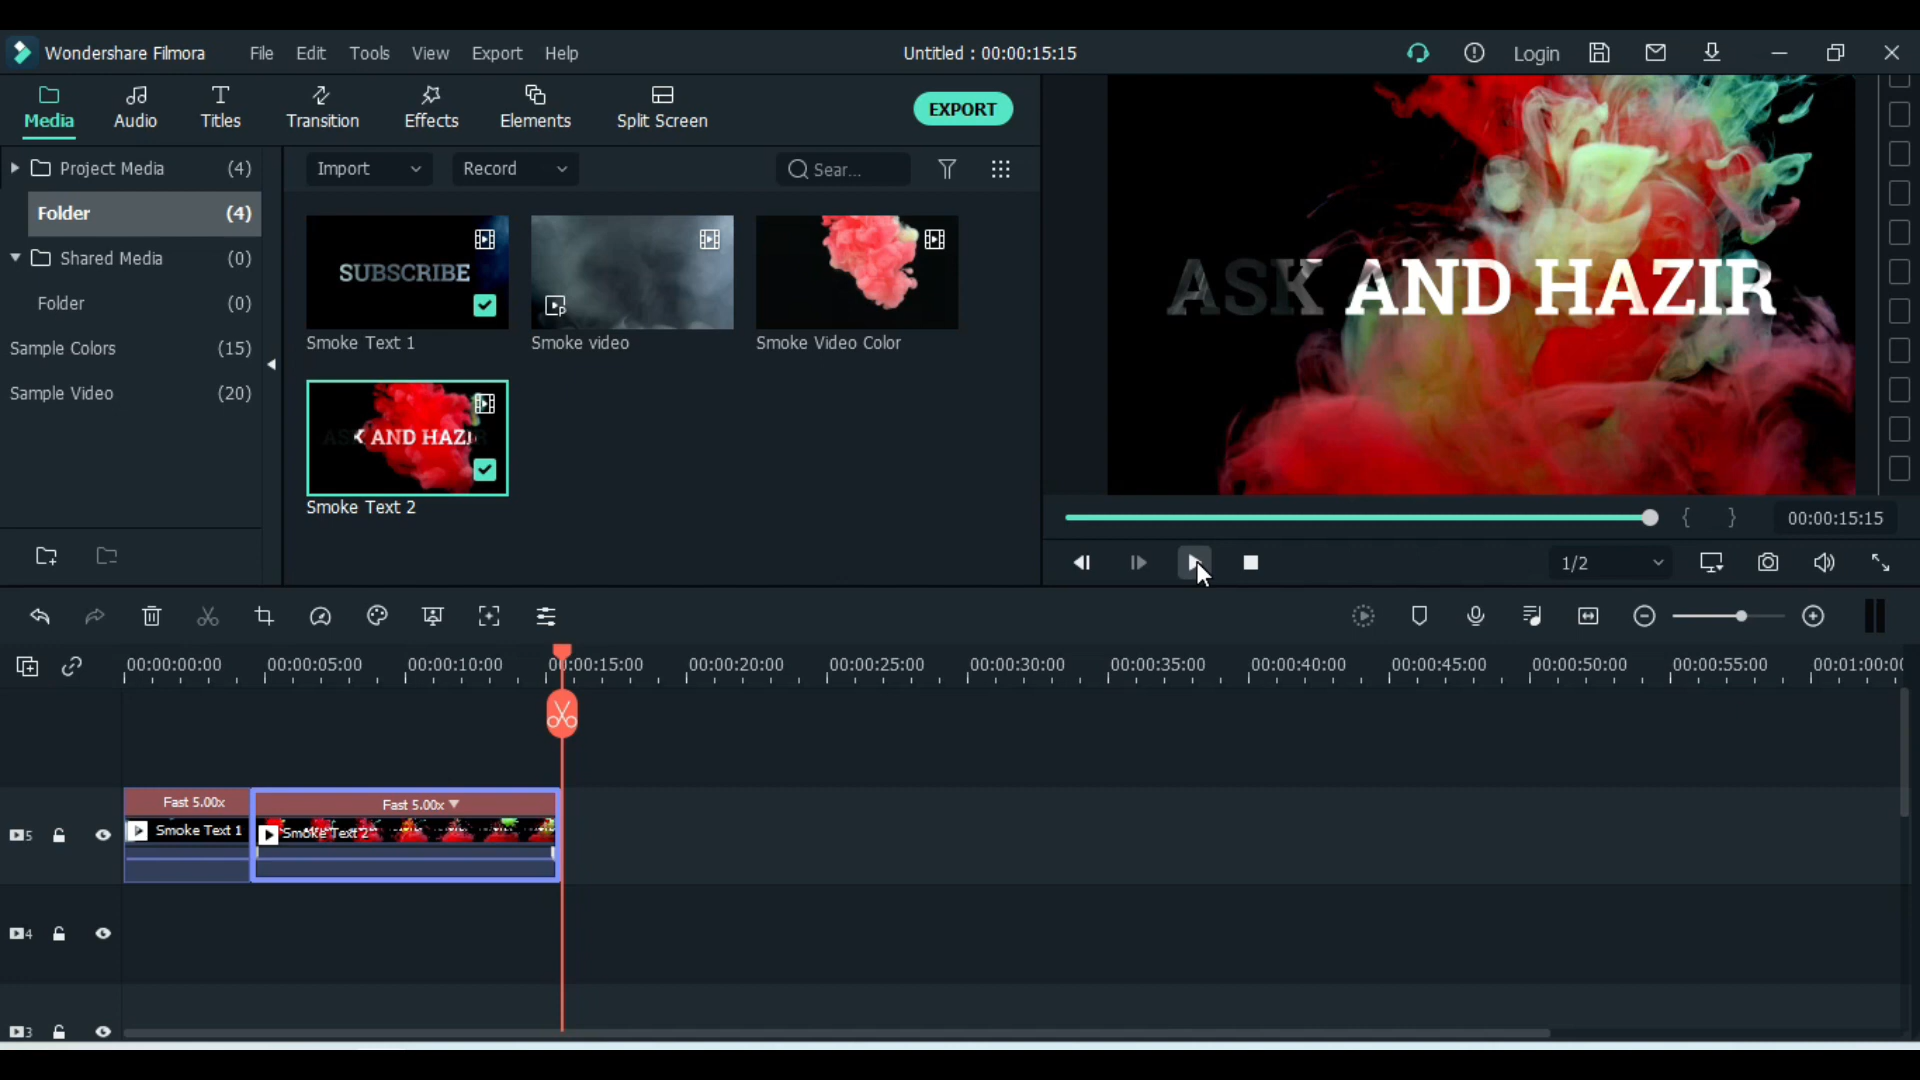 Wondershare Filmora File Edit Tools View Export Help Untitled : 00:00:15:15 Login
Media Audio Titles Transition Effects Elements Split Screen EXPORT
Project Media (4)
Folder (4)
Shared Media (0)
Folder (0)
Sample Colors (15)
Sample Video (20)
Import Record Sear...
SUBSCRIBE
Smoke Text 1 Smoke video Smoke Video Color
ASK AND HAZIR
Smoke Text 2
ASK AND HAZIR
{ } 00:00:15:15
1/2
00:00:00:00 00:00:05:00 00:00:10:00 00:00:15:00 00:00:20:00 00:00:25:00 00:00:30:00 00:00:35:00 00:00:40:00 00:00:45:00 00:00:50:00 00:00:55:00 00:01:00:0
Fast 5.00x Fast 5.00x
5 Smoke Text 1 Smoke Text 2
4
3